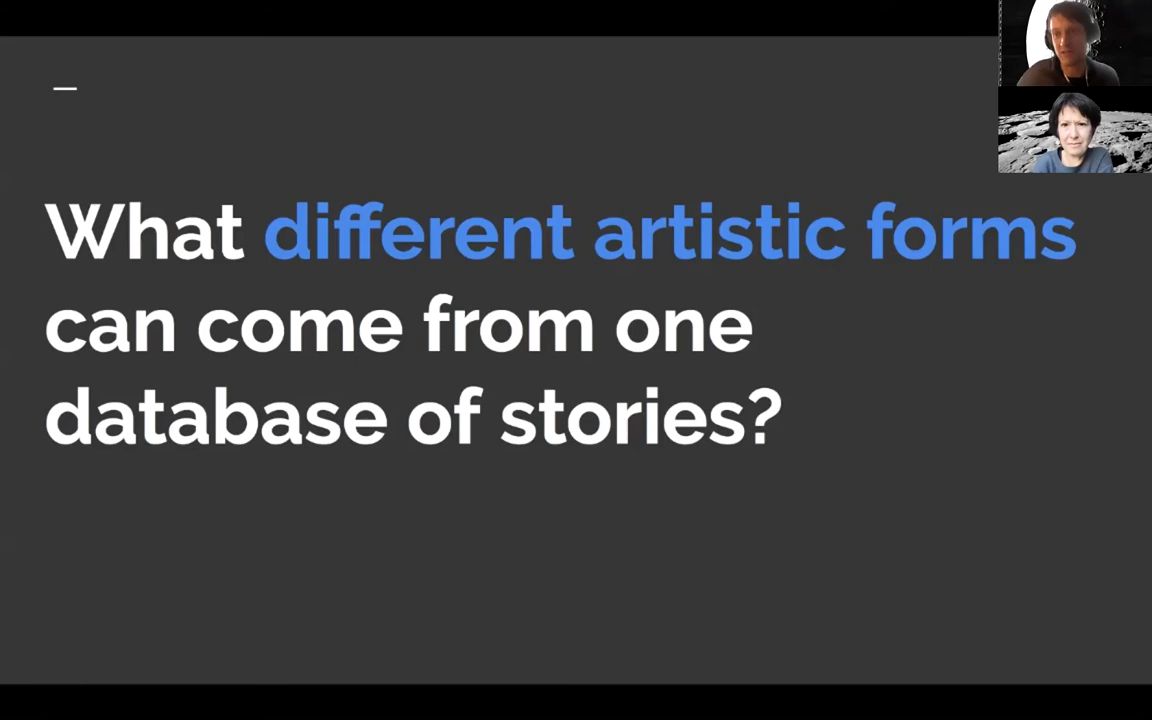 What different artistic forms
can come from one
database of stories?